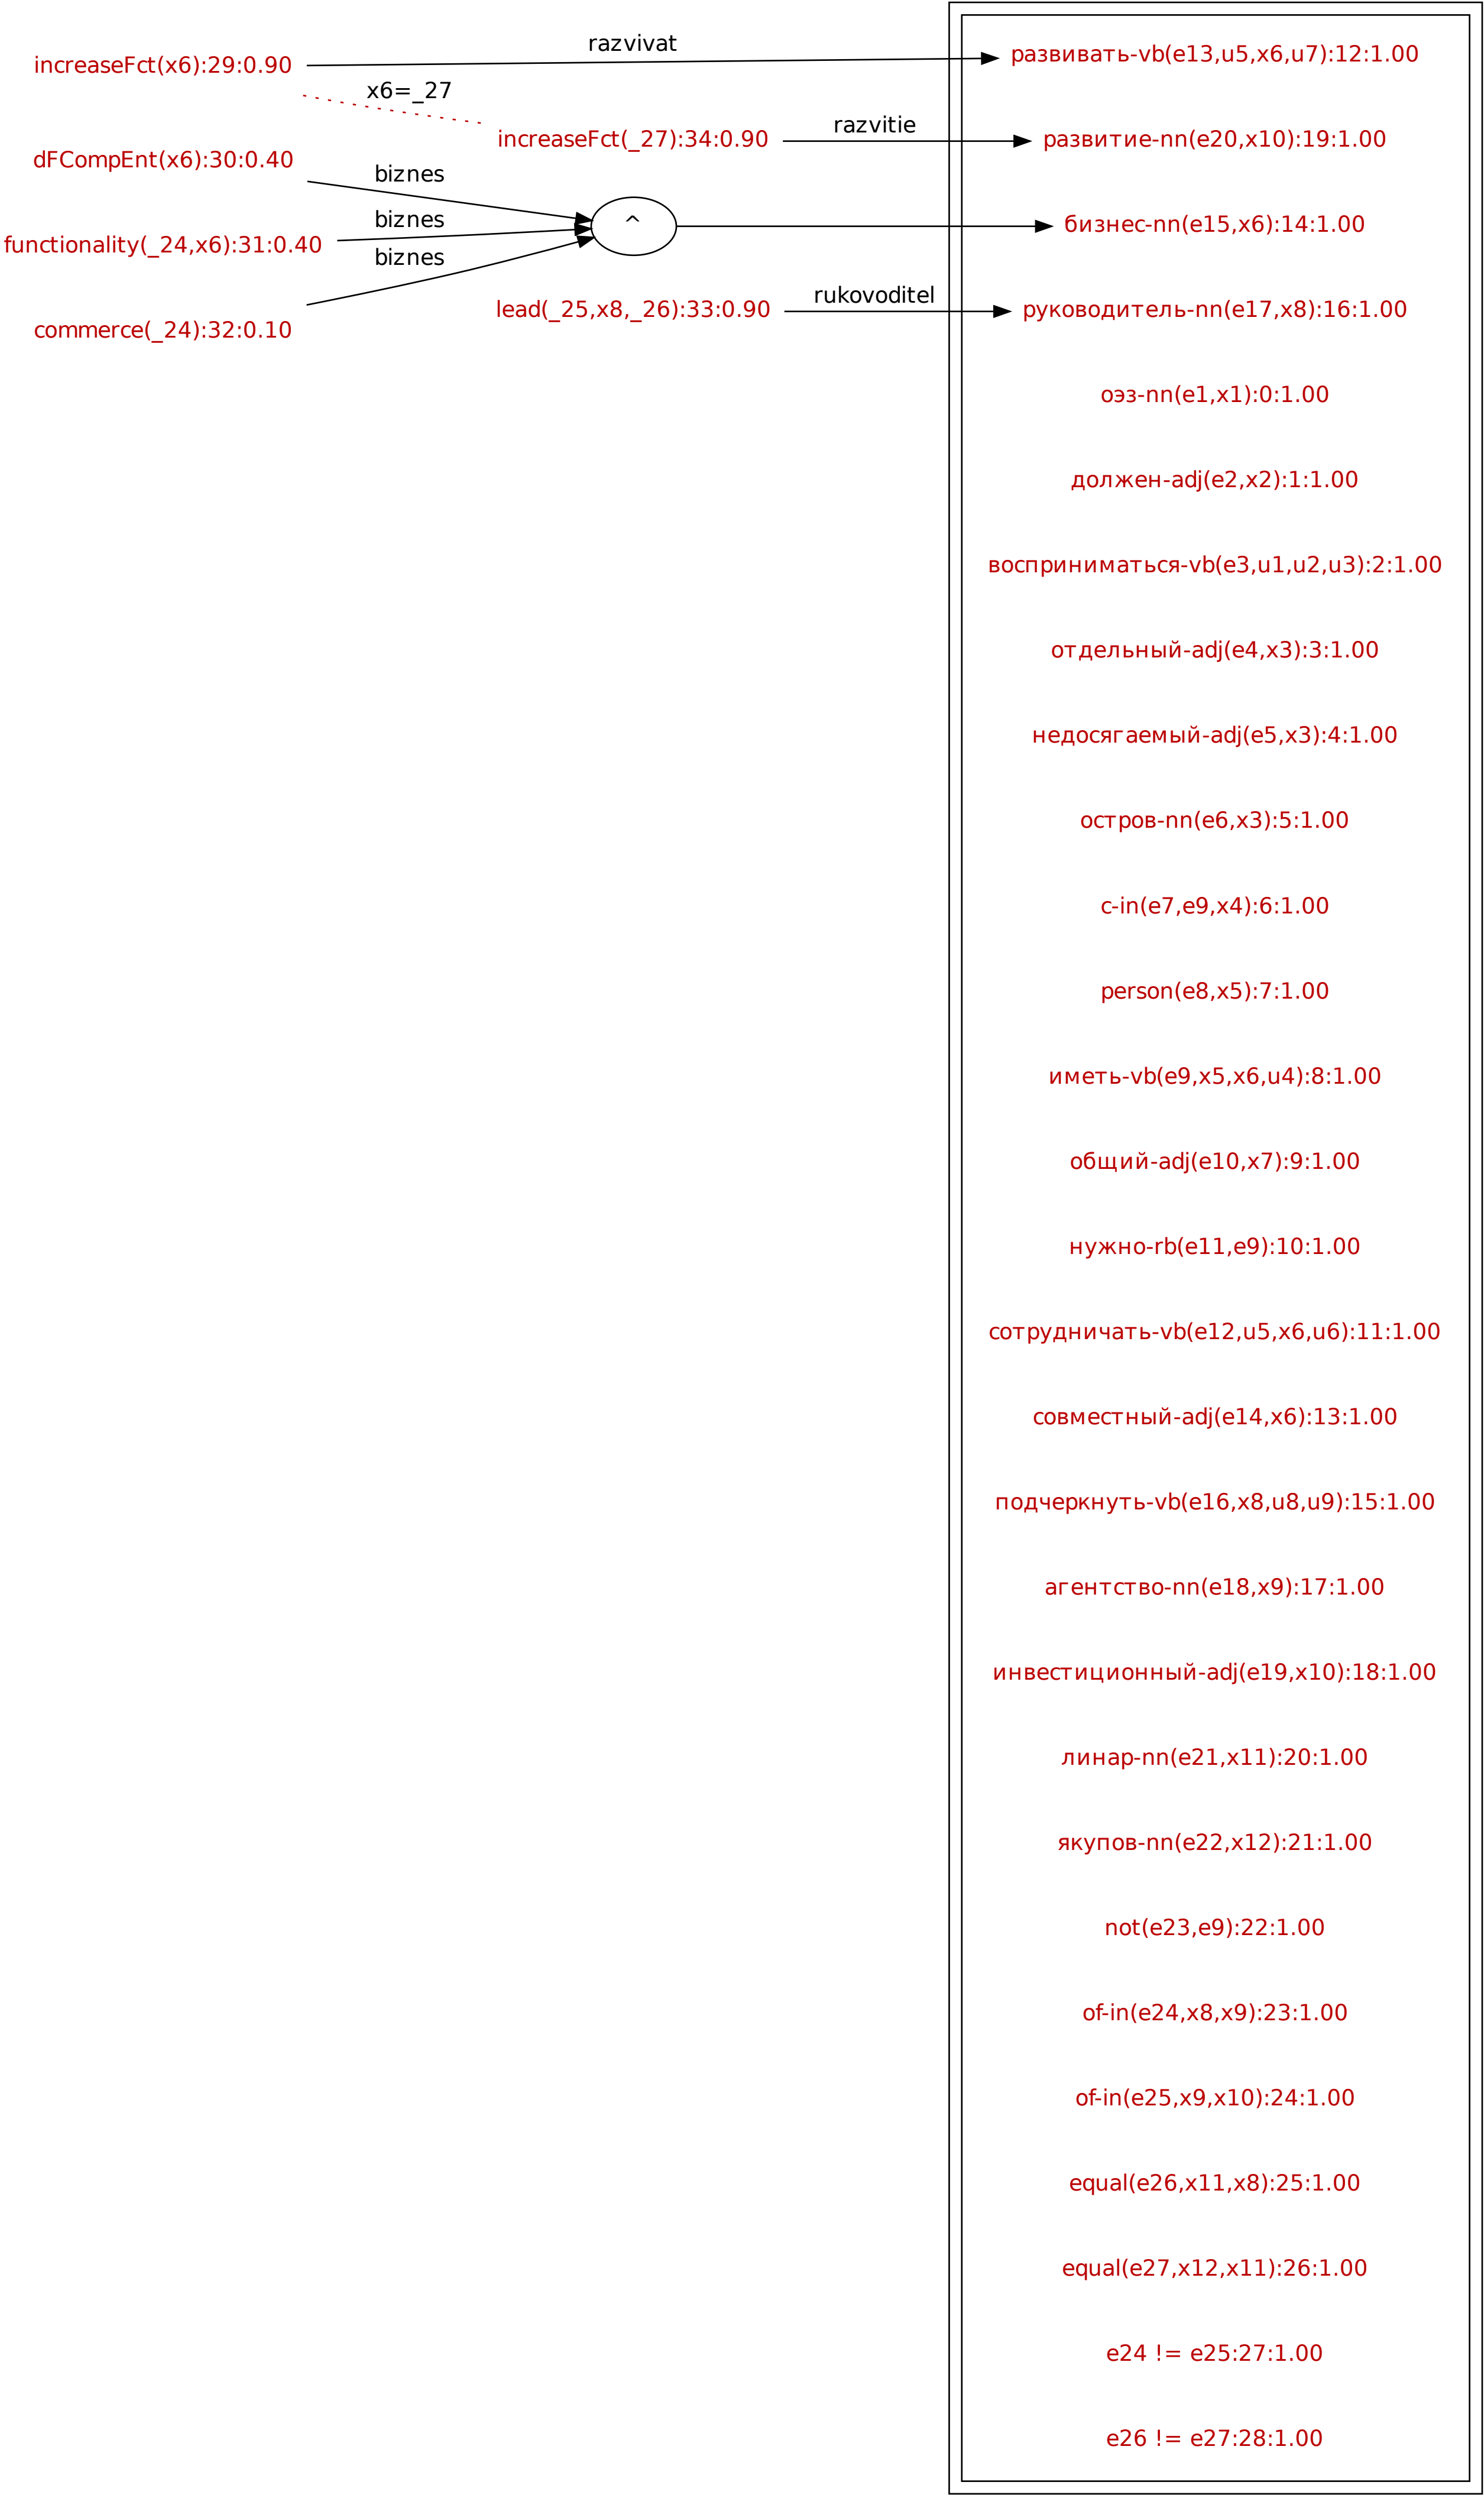 increaseFct(x6):29:0.90
razvivat
развивать-vb(e13,u5,x6,u7):12:1.00
x6=_27
increaseFct(_27):34:0.90
razvitie
развитие-nn(e20,x10):19:1.00
dFCompEnt(x6):30:0.40
biznes
functionality(_24,x6):31:0.40
biznes
^
бизнес-nn(e15,x6):14:1.00
biznes
commerce(_24):32:0.10
lead(_25,x8,_26):33:0.90
rukovoditel
руководитель-nn(e17,x8):16:1.00
оэз-nn(e1,x1):0:1.00
должен-adj(e2,x2):1:1.00
восприниматься-vb(e3,u1,u2,u3):2:1.00
отдельный-adj(e4,x3):3:1.00
недосягаемый-adj(e5,x3):4:1.00
остров-nn(e6,x3):5:1.00
с-in(e7,e9,x4):6:1.00
person(e8,x5):7:1.00
иметь-vb(e9,x5,x6,u4):8:1.00
общий-adj(e10,x7):9:1.00
нужно-rb(e11,e9):10:1.00
сотрудничать-vb(e12,u5,x6,u6):11:1.00
совместный-adj(e14,x6):13:1.00
подчеркнуть-vb(e16,x8,u8,u9):15:1.00
агентство-nn(e18,x9):17:1.00
инвестиционный-adj(e19,x10):18:1.00
линар-nn(e21,x11):20:1.00
якупов-nn(e22,x12):21:1.00
not(e23,e9):22:1.00
of-in(e24,x8,x9):23:1.00
of-in(e25,x9,x10):24:1.00
equal(e26,x11,x8):25:1.00
equal(e27,x12,x11):26:1.00
e24 != e25:27:1.00
e26 != e27:28:1.00